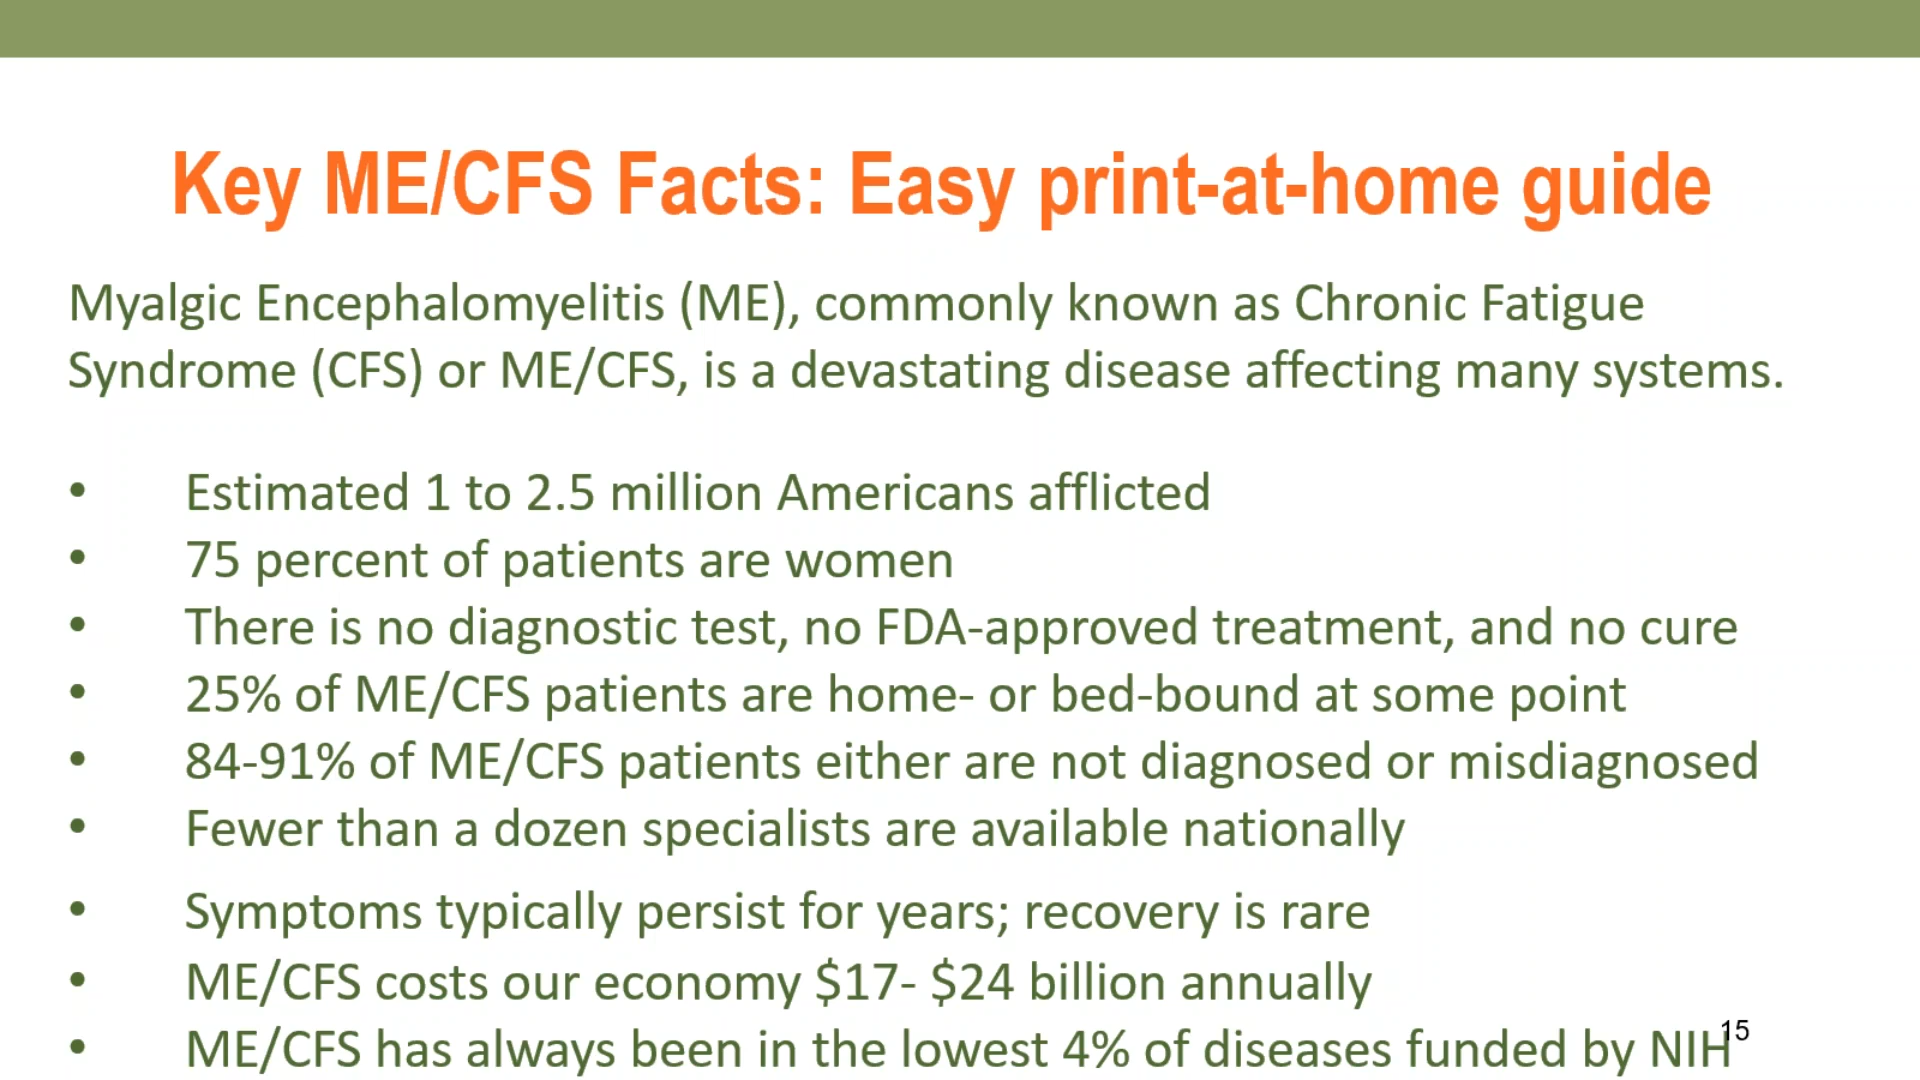 Key ME/CFS Facts: Easy print-at-home guide
Myalgic Encephalomyelitis (ME), commonly known as Chronic Fatigue
Syndrome (CFS) or ME/CFS, is a devastating disease affecting many systems.
• Estimated 1 to 2.5 million Americans afflicted
• 75 percent of patients are women
• There is no diagnostic test, no FDA-approved treatment, and no cure
• 25% of ME/CFS patients are home- or bed-bound at some point
• 84-91% of ME/CFS patients either are not diagnosed or misdiagnosed
• Fewer than a dozen specialists are available nationally
• Symptoms typically persist for years; recovery is rare
• ME/CFS costs our economy $17- $24 billion annually
• ME/CFS has always been in the lowest 4% of diseases funded by NIH
15